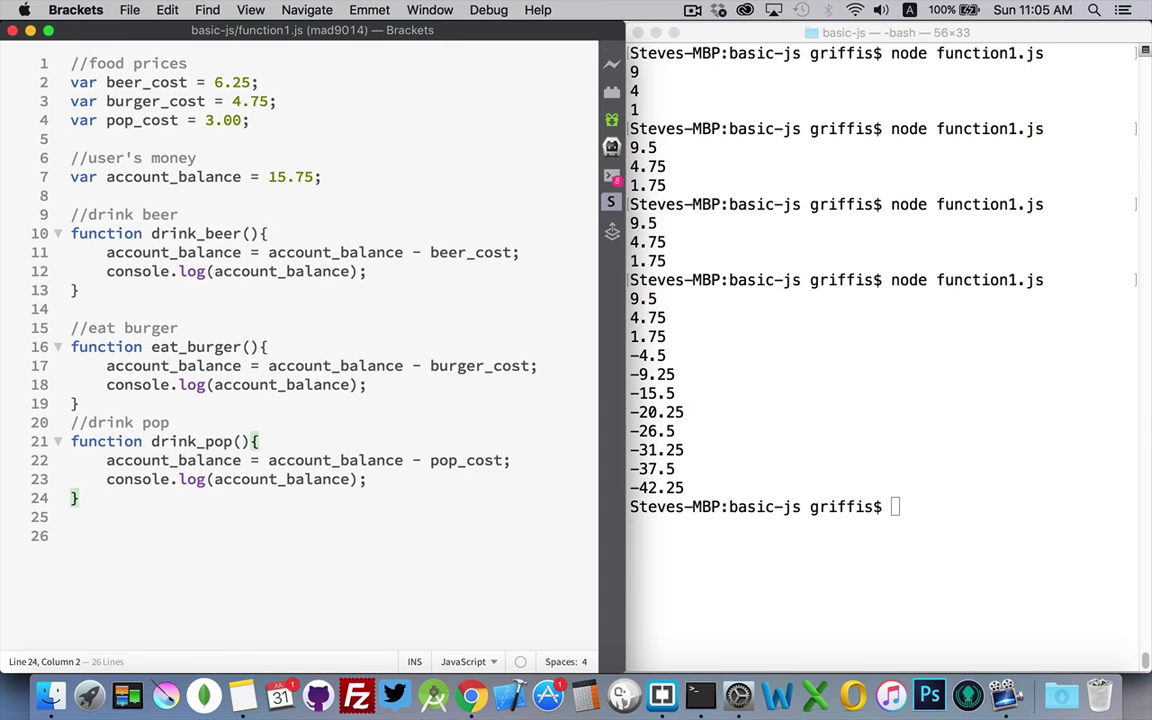 Brackets File Edit Find View Navigate Emmet Window Debug Help 100% Sun 11:05 AM
basic-js/function1.js (mad9014) — Brackets
1 //food prices
2 var beer_cost = 6.25;
3 var burger_cost = 4.75;
4 var pop_cost = 3.00;
5
6 //user's money
7 var account_balance = 15.75;
8
9 //drink beer
10 function drink_beer(){
11 account_balance = account_balance - beer_cost;
12 console.log(account_balance);
13 }
14
15 //eat burger
16 function eat_burger(){
17 account_balance = account_balance - burger_cost;
18 console.log(account_balance);
19 }
20 //drink pop
21 function drink_pop(){
22 account_balance = account_balance - pop_cost;
23 console.log(account_balance);
24 }
25
26
Line 24, Column 2 — 26 Lines
INS JavaScript Spaces: 4
8
S
basic-js — -bash — 56×33
[Steves-MBP:basic-js griffis$ node function1.js ]
9
4
1
[Steves-MBP:basic-js griffis$ node function1.js ]
9.5
4.75
1.75
[Steves-MBP:basic-js griffis$ node function1.js ]
9.5
4.75
1.75
[Steves-MBP:basic-js griffis$ node function1.js ]
9.5
4.75
1.75
-4.5
-9.25
-15.5
-20.25
-26.5
-31.25
-37.5
-42.25
Steves-MBP:basic-js griffis$
31 1 Fz 1 W X O Ps